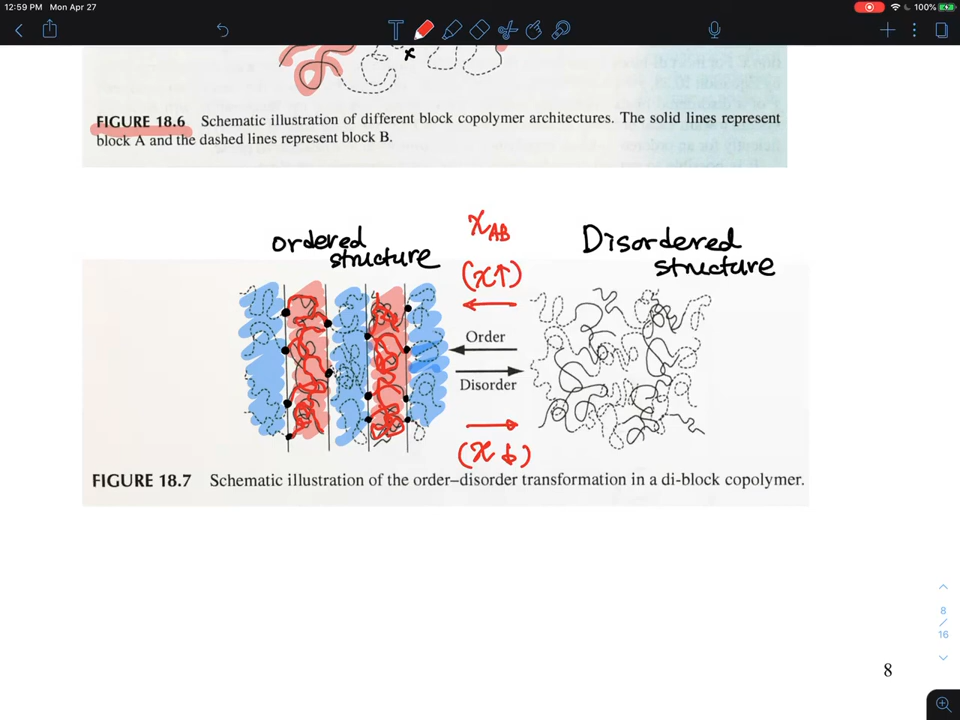 12:59 PM Mon Apr 27
100%
T
x
FIGURE 18.6 Schematic illustration of different block copolymer architectures. The solid lines represent
block A and the dashed lines represent block B.
ordered
structure
χAB
(χ↑)
Disordered
structure
Order
Disorder
(χ↓)
FIGURE 18.7 Schematic illustration of the order–disorder transformation in a di-block copolymer.
8
/
16
8